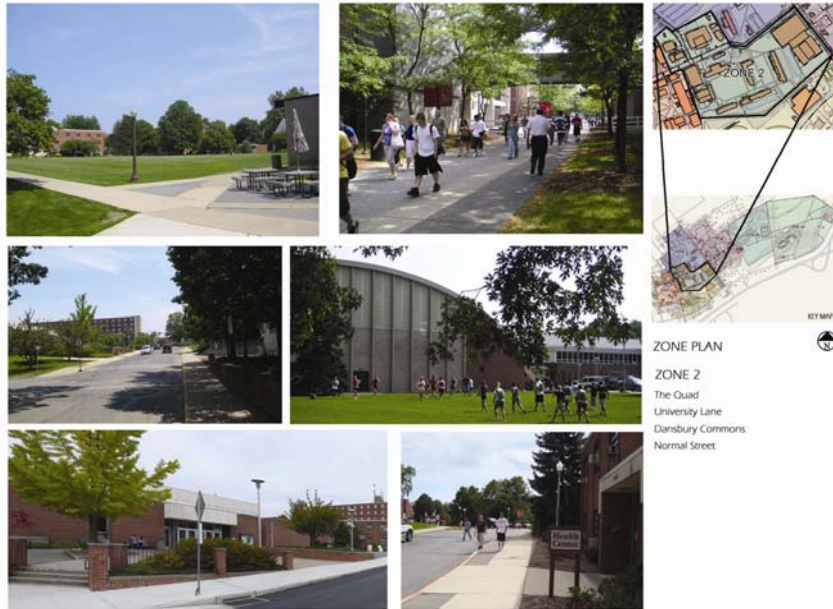 ZONE 2
KEY MAP
ZONE PLAN
N
ZONE 2
The Quad
University Lane
Dansbury Commons
Normal Street
Health
Center